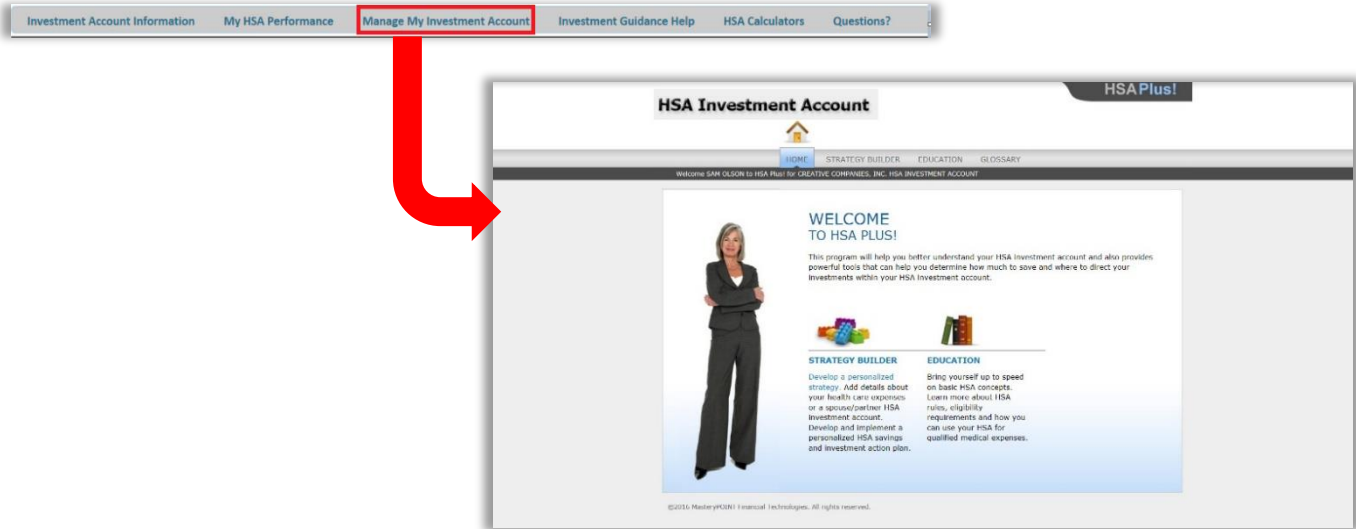 Investment Account Information My HSA Performance Manage My Investment Account Investment Guidance Help HSA Calculators Questions?
HSA Plus!
HSA Investment Account
HOME STRATEGY BUILDER EDUCATION GLOSSARY
Welcome SAM OLSON to HSA Plus! for CREATIVE COMPANIES, INC. HSA INVESTMENT ACCOUNT
WELCOME
TO HSA PLUS!
This program will help you better understand your HSA investment account and also provides
powerful tools that can help you determine how much to save and where to direct your
investments within your HSA investment account.
STRATEGY BUILDER
Develop a personalized
strategy. Add details about
your health care expenses
or a spouse/partner HSA
investment account.
Develop and implement a
personalized HSA savings
and investment action plan.
EDUCATION
Bring yourself up to speed
on basic HSA concepts.
Learn more about HSA
rules, eligibility
requirements and how you
can use your HSA for
qualified medical expenses.
©2016 MasteryPOINT Financial Technologies. All rights reserved.